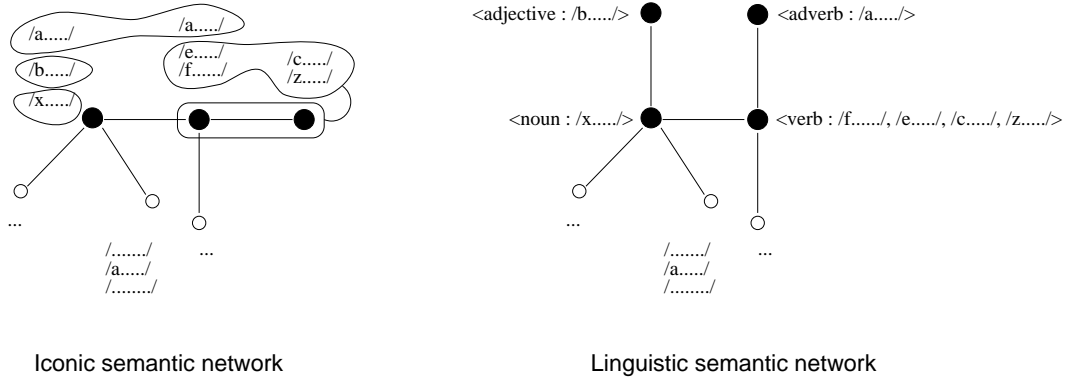 <adjective : /b...../>
<adverb : /a...../>
/a...../
/a...../
/e...../
/f....../
/c...../
/z...../
/b...../
/x...../
<noun : /x...../>
<verb : /f....../, /e...../, /c...../, /z...../>
...
...
/......./
/a...../
/......../
...
...
/......./
/a...../
/......../
Iconic semantic network
Linguistic semantic network